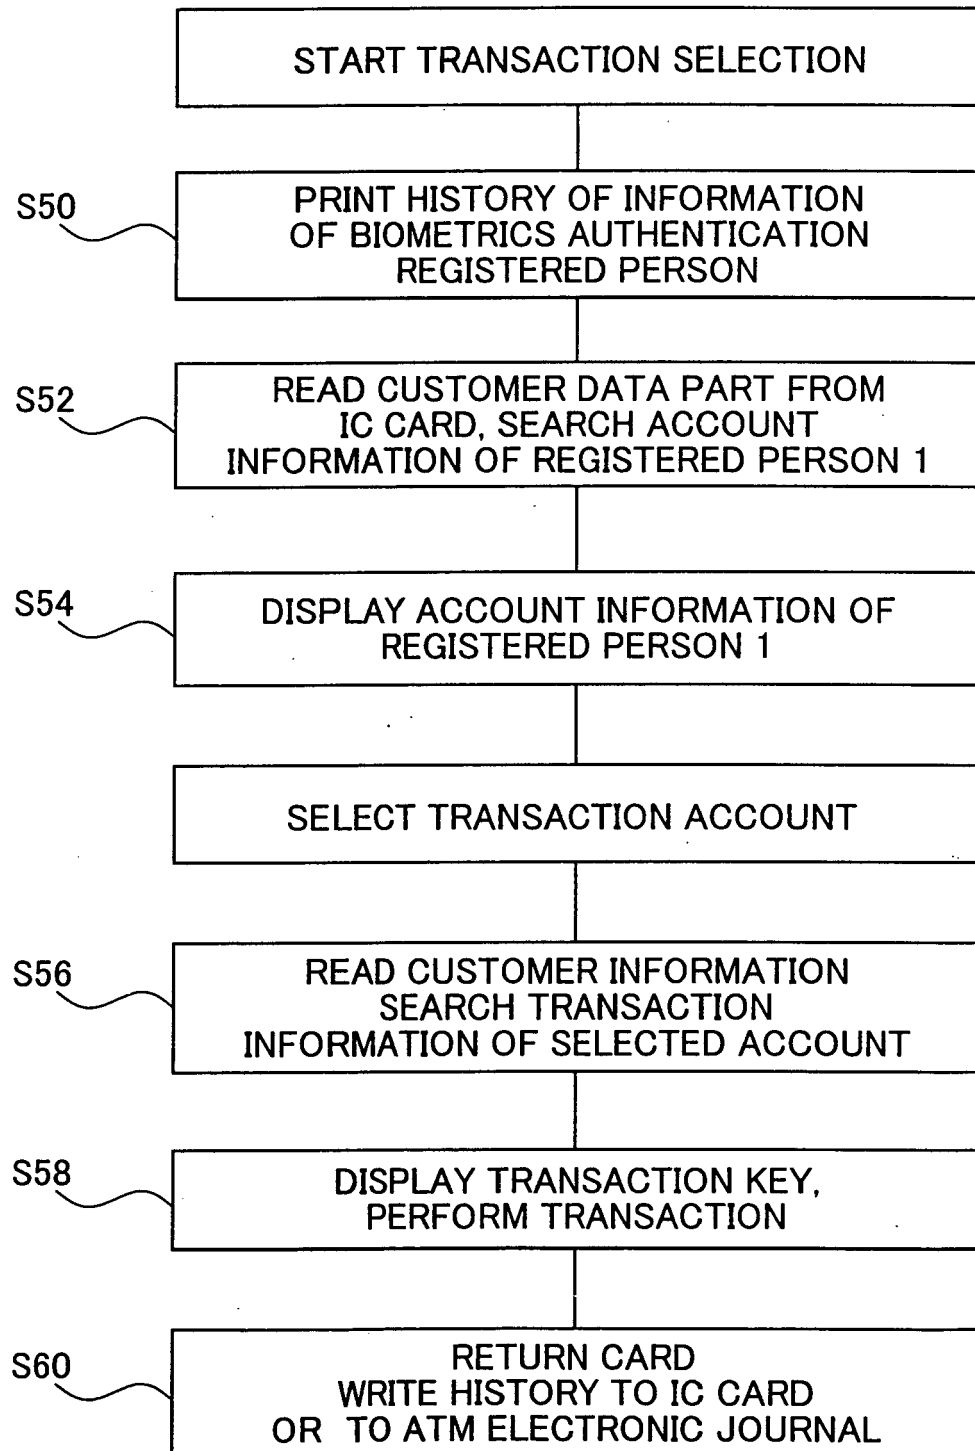 START TRANSACTION SELECTION
S50
PRINT HISTORY OF INFORMATION
OF BIOMETRICS AUTHENTICATION
REGISTERED PERSON
S52
READ CUSTOMER DATA PART FROM
IC CARD, SEARCH ACCOUNT
INFORMATION OF REGISTERED PERSON 1
S54
DISPLAY ACCOUNT INFORMATION OF
REGISTERED PERSON 1
SELECT TRANSACTION ACCOUNT
S56
READ CUSTOMER INFORMATION
SEARCH TRANSACTION
INFORMATION OF SELECTED ACCOUNT
S58
DISPLAY TRANSACTION KEY,
PERFORM TRANSACTION
S60
RETURN CARD
WRITE HISTORY TO IC CARD
OR TO ATM ELECTRONIC JOURNAL